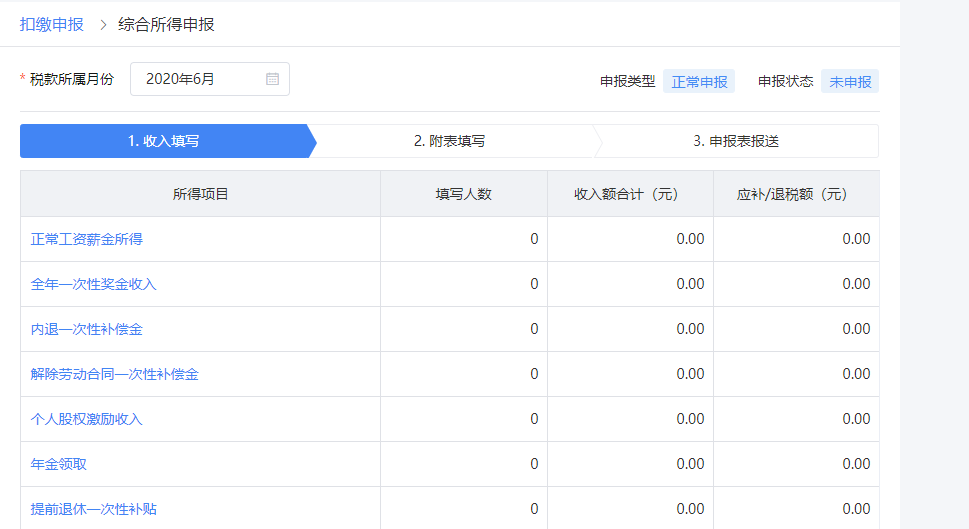 扣缴申报 > 综合所得申报
* 税款所属月份 2020年6月 申报类型 正常申报 申报状态 未申报
1. 收入填写 2. 附表填写 3. 申报表报送
所得项目 填写人数 收入额合计（元） 应补/退税额（元）
正常工资薪金所得 0 0.00 0.00
全年一次性奖金收入 0 0.00 0.00
内退一次性补偿金 0 0.00 0.00
解除劳动合同一次性补偿金 0 0.00 0.00
个人股权激励收入 0 0.00 0.00
年金领取 0 0.00 0.00
提前退休一次性补贴 0 0.00 0.00